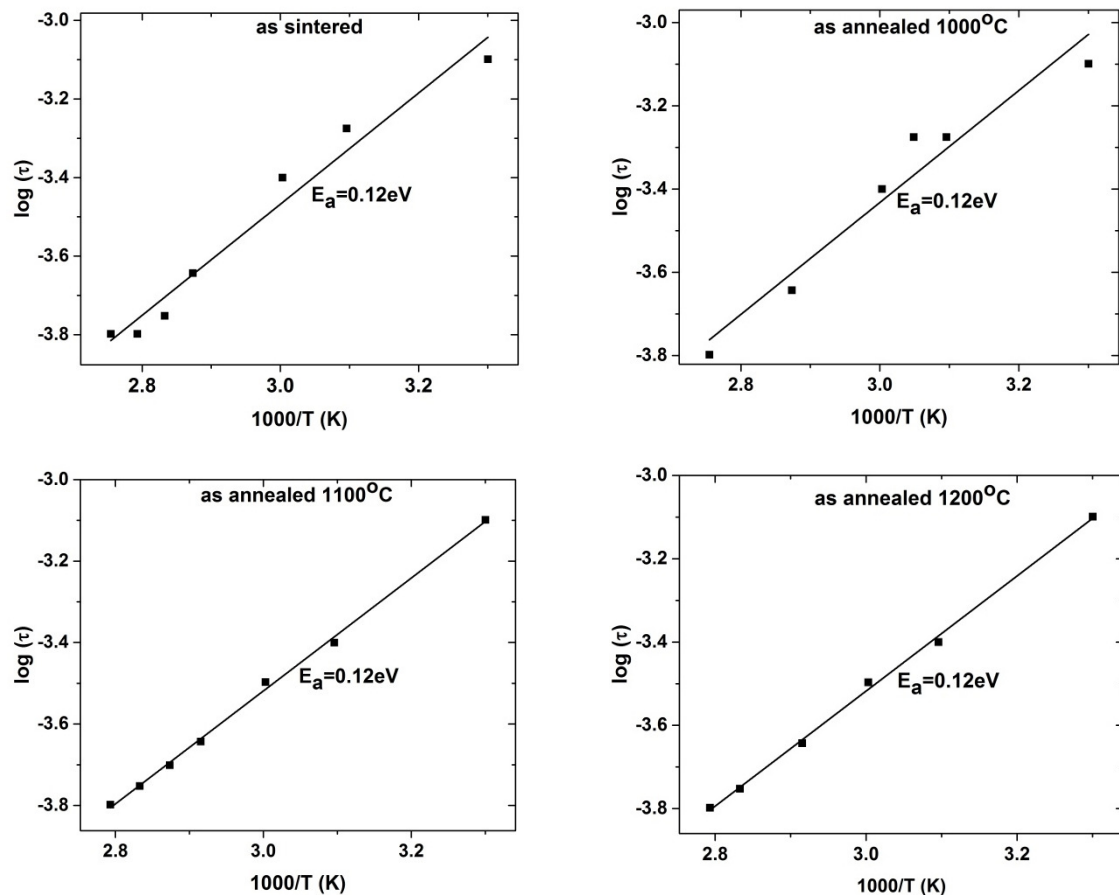 as sintered
-3.0
-3.2
-3.4
-3.6
-3.8
log (τ)
Ea=0.12eV
2.8 3.0 3.2
1000/T (K)
as annealed 1000°C
-3.0
-3.2
-3.4
-3.6
-3.8
log (τ)
Ea=0.12eV
2.8 3.0 3.2
1000/T (K)
as annealed 1100°C
-3.0
-3.2
-3.4
-3.6
-3.8
log (τ)
Ea=0.12eV
2.8 3.0 3.2
1000/T (K)
as annealed 1200°C
-3.0
-3.2
-3.4
-3.6
-3.8
log (τ)
Ea=0.12eV
2.8 3.0 3.2
1000/T (K)